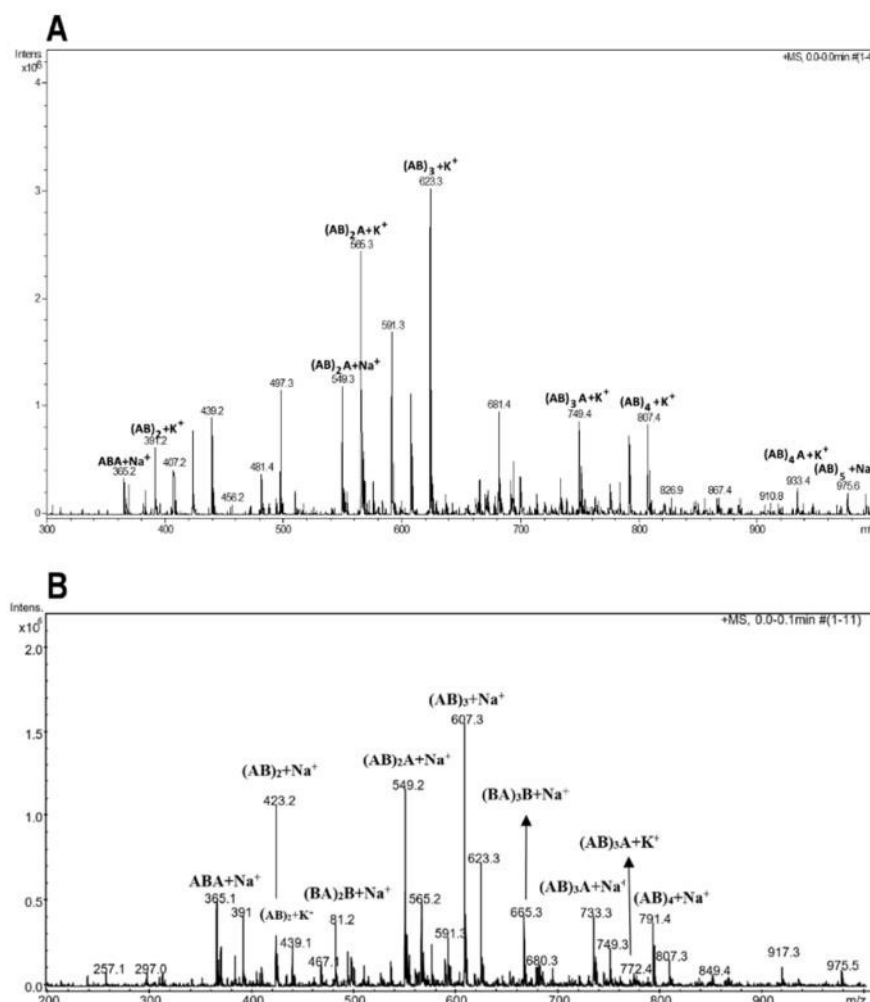 A
Intens.
x10⁶
+MS, 0.0-0.0min #(1-
4
(AB)₃+K⁺
623.3
3
(AB)₂A+K⁺
565.3
2
591.3
(AB)₂A+Na⁺
549.3
497.3
1
439.2
681.4
(AB)₃A+K⁺
749.4
(AB)₄+K⁺
807.4
(AB)₂+K⁺
391.2
ABA+Na⁺
365.2
407.2
456.2
481.4
826.9
867.4
910.8
(AB)₄A+K⁺
933.4
(AB)₅+Na
975.6
0
300 400 500 600 700 800 900 m
B
Intens.
+MS, 0.0-0.1min #(1-11)
2.0
(AB)₃+Na⁺
607.3
1.5
(AB)₂+Na⁺
423.2
(AB)₂A+Na⁺
549.2
(BA)₃B+Na⁺
1.0
(AB)₃A+K⁺
623.3
ABA+Na⁺
365.1
(BA)₂B+Na⁺
81.2
(AB)₃A+Na⁺
733.3
(AB)₄+Na⁺
791.4
0.5
391
(AB)₂+K⁺
439.1
565.2
665.3
257.1 297.0
467.1
591.3
680.3
749.3
772.4
807.3
849.4
917.3
975.5
0.0
200 300 400 500 600 700 800 900 m/z